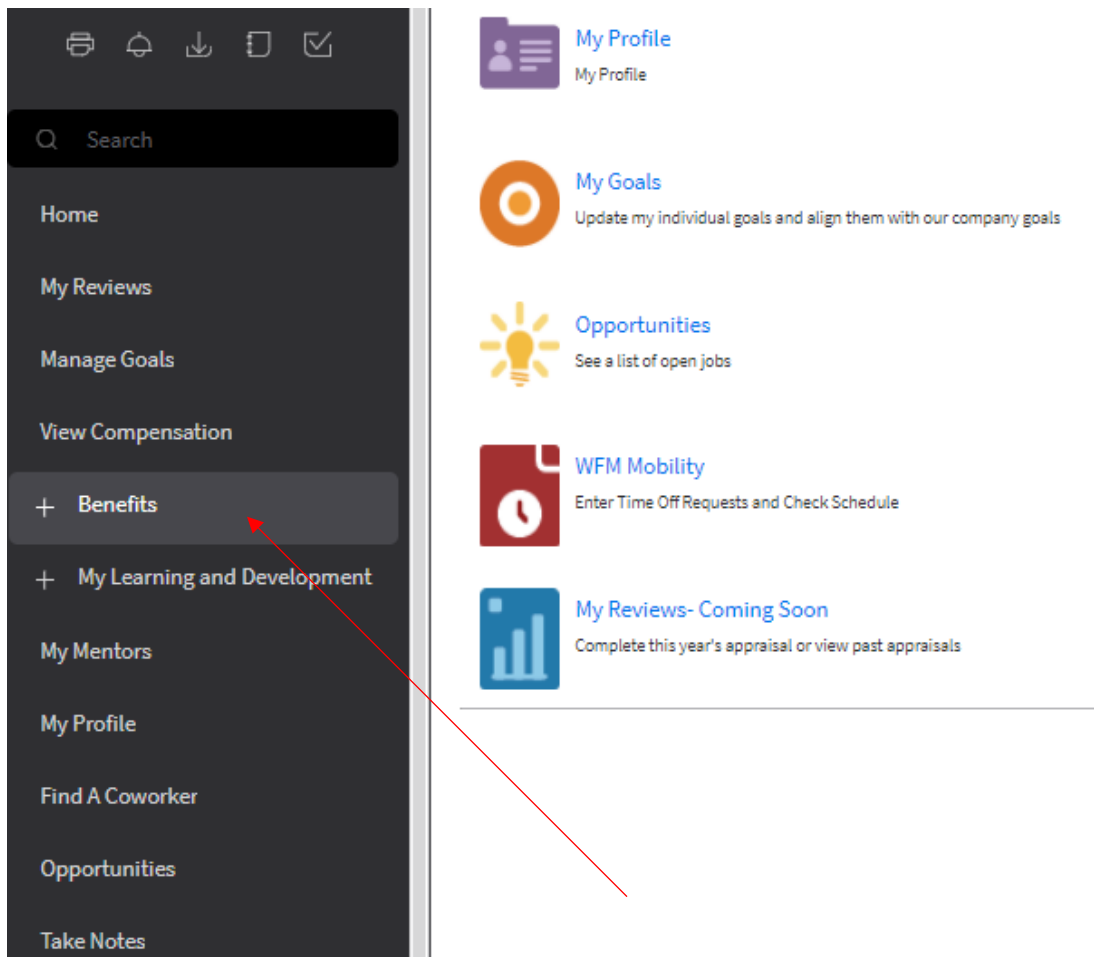 Search
Home
My Reviews
Manage Goals
View Compensation
+ Benefits
+ My Learning and Development
My Mentors
My Profile
Find A Coworker
Opportunities
Take Notes
My Profile
My Profile
My Goals
Update my individual goals and align them with our company goals
Opportunities
See a list of open jobs
WFM Mobility
Enter Time Off Requests and Check Schedule
My Reviews- Coming Soon
Complete this year's appraisal or view past appraisals